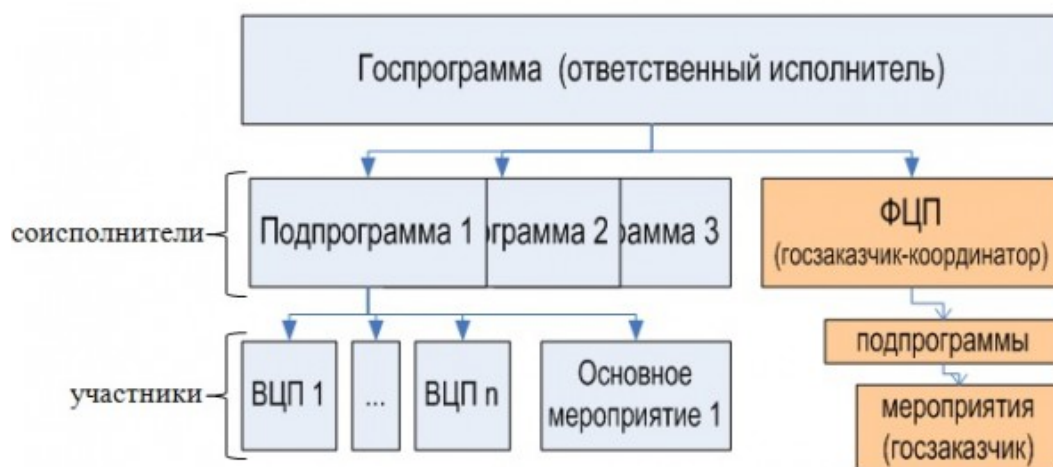 Госпрограмма (ответственный исполнитель)
соисполнители
Подпрограмма 1
ограмма 2
рамма 3
ФЦП
(госзаказчик-координатор)
подпрограммы
участники
ВЦП 1
...
ВЦП n
Основное
мероприятие 1
мероприятия
(госзаказчик)